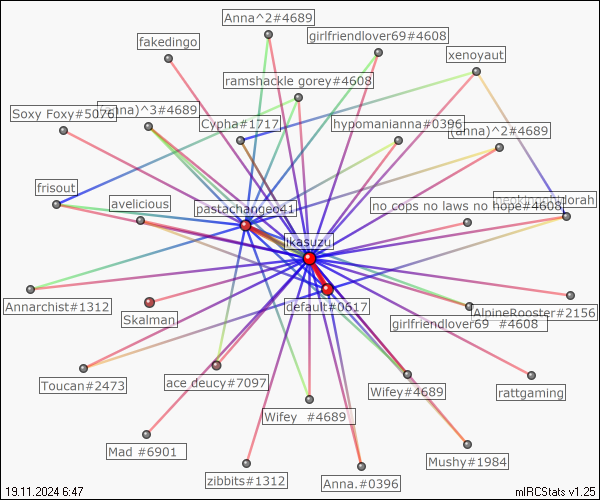 Anna^2#4689
girlfriendlover69#4608
fakedingo
xenoyaut
ramshackle gorey#4608
Soxy Foxy#5076
(anna)^3#4689
Cypha#1717
hypomanianna#0396
(anna)^2#4689
frisout
avelicious
pastachangeo41
no cops no laws no hope#4608
lorah
ikasuzu
Annarchist#1312
Skalman
default#0617
AlpineRooster#2156
girlfriendlover69 #4608
Toucan#2473
ace deucy#7097
Wifey#4689
rattgaming
Wifey #4689
Mad #6901
Mushy#1984
zibbits#1312
Anna.#0396
19.11.2024 6:47
mIRCStats v1.25